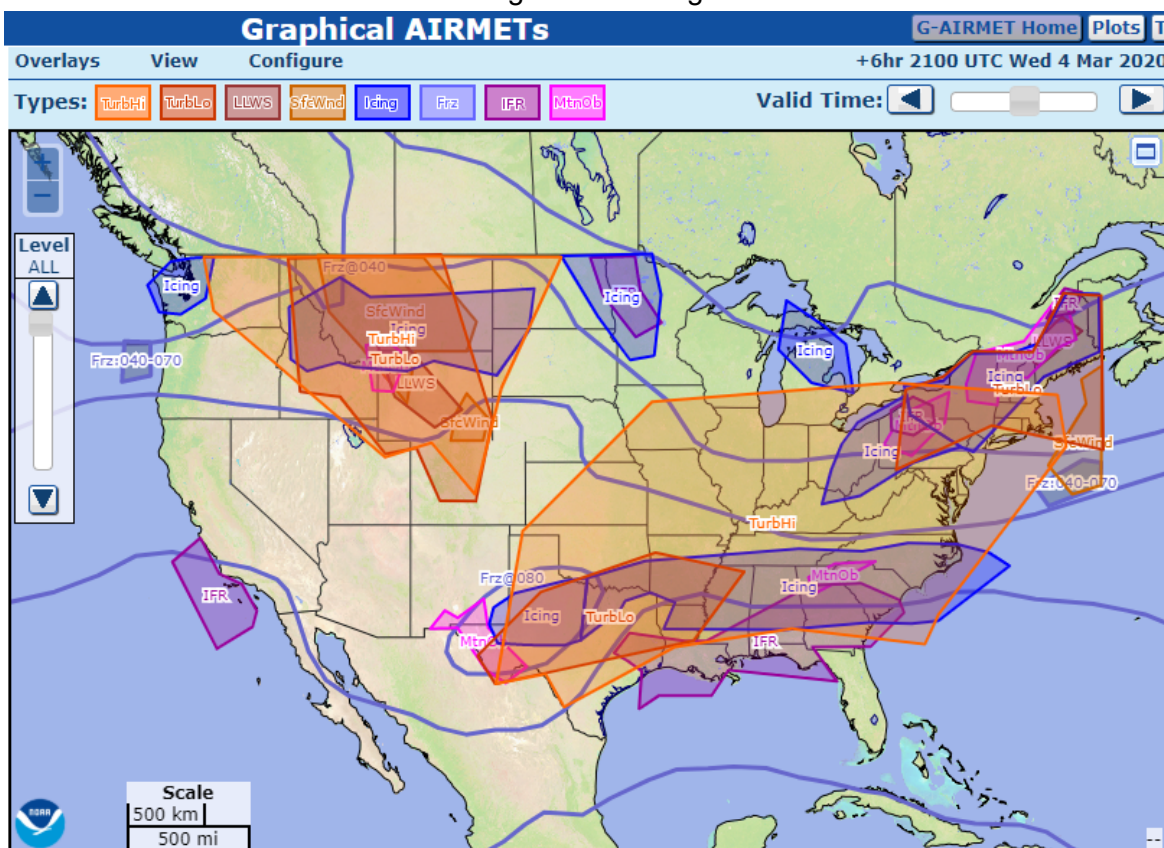 Graphical AIRMETs
G-AIRMET Home Plots T
Overlays View Configure +6hr 2100 UTC Wed 4 Mar 2020
Types: TurbHi TurbLo LLWS SfcWnd Icing Frz IFR MtnOb Valid Time:
+
−
Level
ALL
Frz@040
Icing
IFR
Icing
IFR
SfcWind
Icing
TurbHi
LLWS
MtnOb
TurbLo
Icing
Frz:040-070
Icing
LLWS
TurbLo
SfcWind
MtnOb
Icing
SfcWind
Frz:040-070
TurbHi
Frz@080
MtnOb
Icing
IFR
Icing
TurbLo
IFR
Scale
500 km
500 mi
NOAA
--